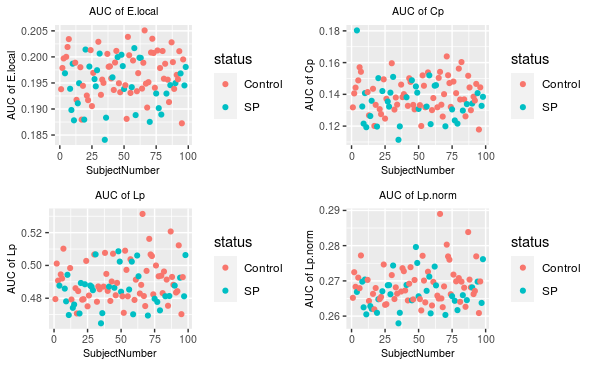 AUC of E.local
AUC of E.local
0.205
0.200
0.195
0.190
0.185
0
25
50
75
100
SubjectNumber
status
Control
SP
AUC of Cp
AUC of Cp
0.18
0.16
0.14
0.12
0
25
50
75
100
SubjectNumber
status
Control
SP
AUC of Lp
AUC of Lp
0.52
0.50
0.48
0
25
50
75
100
SubjectNumber
status
Control
SP
AUC of Lp.norm
AUC of Lp.norm
0.29
0.28
0.27
0.26
0
25
50
75
100
SubjectNumber
status
Control
SP